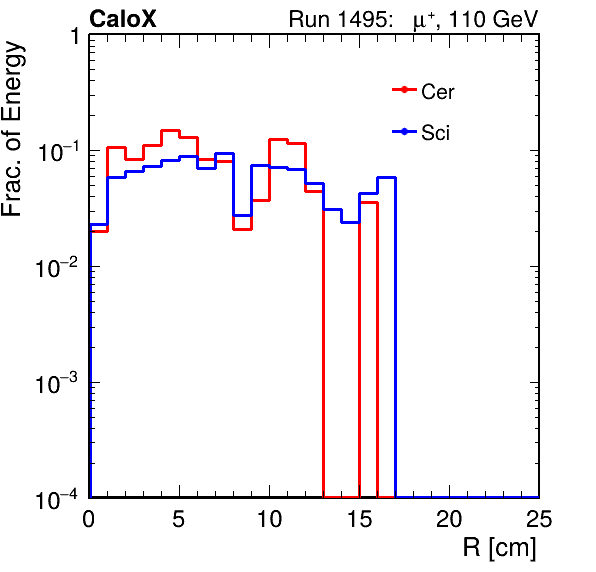 CaloX Run 1495: μ⁺, 110 GeV
Frac. of Energy
1
10⁻¹
10⁻²
10⁻³
10⁻⁴
Cer
Sci
0 5 10 15 20 25
R [cm]